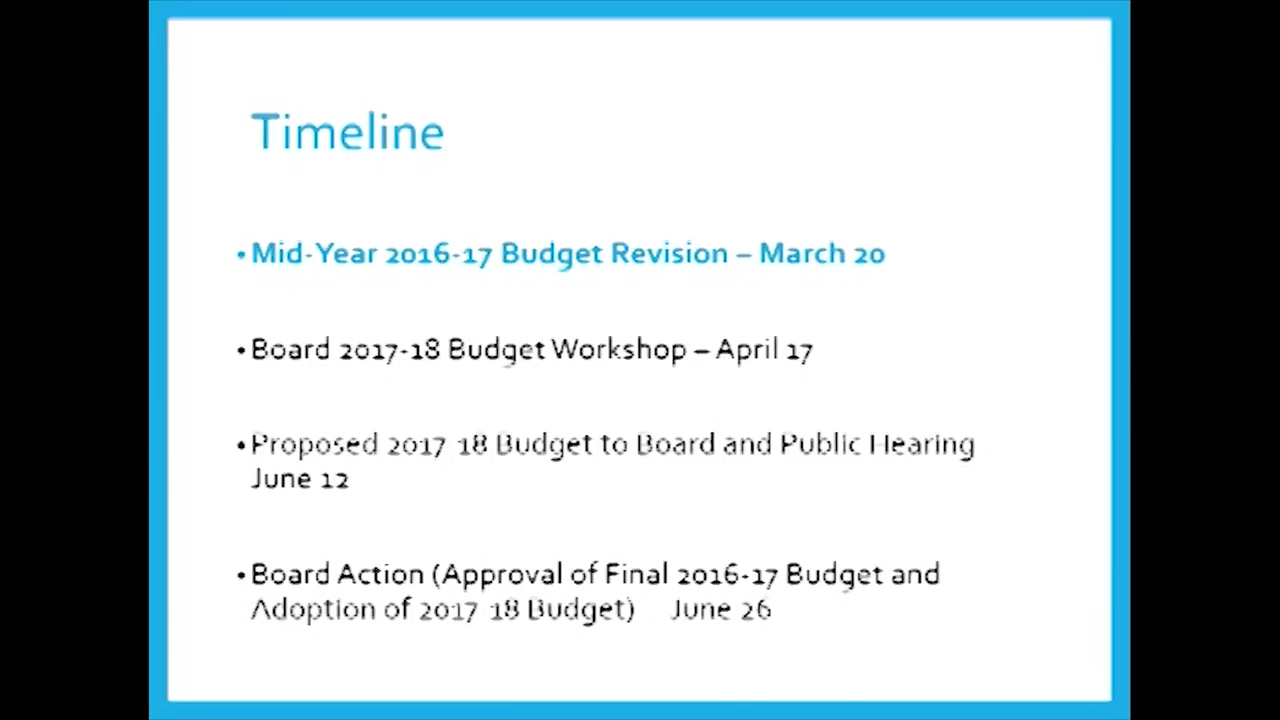 Timeline
• Mid-Year 2016-17 Budget Revision – March 20
• Board 2017-18 Budget Workshop – April 17
• Proposed 2017-18 Budget to Board and Public Hearing
June 12
• Board Action (Approval of Final 2016-17 Budget and
Adoption of 2017-18 Budget) June 26